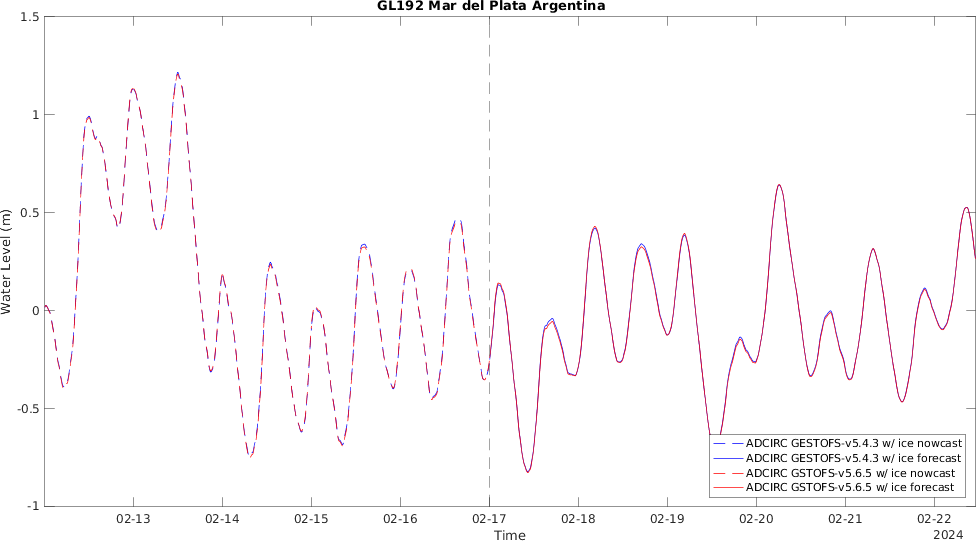 GL192 Mar del Plata Argentina
1.5
1
0.5
0
-0.5
-1
Water Level (m)
02-13 02-14 02-15 02-16 02-17 02-18 02-19 02-20 02-21 02-22
Time
2024
ADCIRC GESTOFS-v5.4.3 w/ ice nowcast
ADCIRC GESTOFS-v5.4.3 w/ ice forecast
ADCIRC GSTOFS-v5.6.5 w/ ice nowcast
ADCIRC GSTOFS-v5.6.5 w/ ice forecast